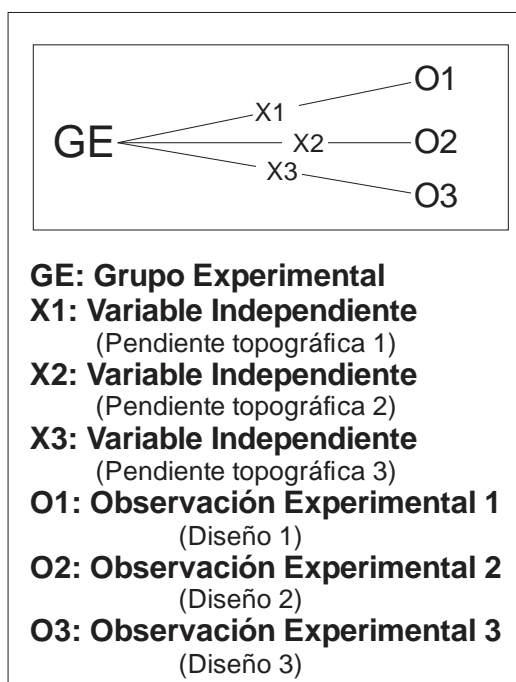 X1 O1
GE X2 O2
X3 O3
GE: Grupo Experimental
X1: Variable Independiente
(Pendiente topográfica 1)
X2: Variable Independiente
(Pendiente topográfica 2)
X3: Variable Independiente
(Pendiente topográfica 3)
O1: Observación Experimental 1
(Diseño 1)
O2: Observación Experimental 2
(Diseño 2)
O3: Observación Experimental 3
(Diseño 3)